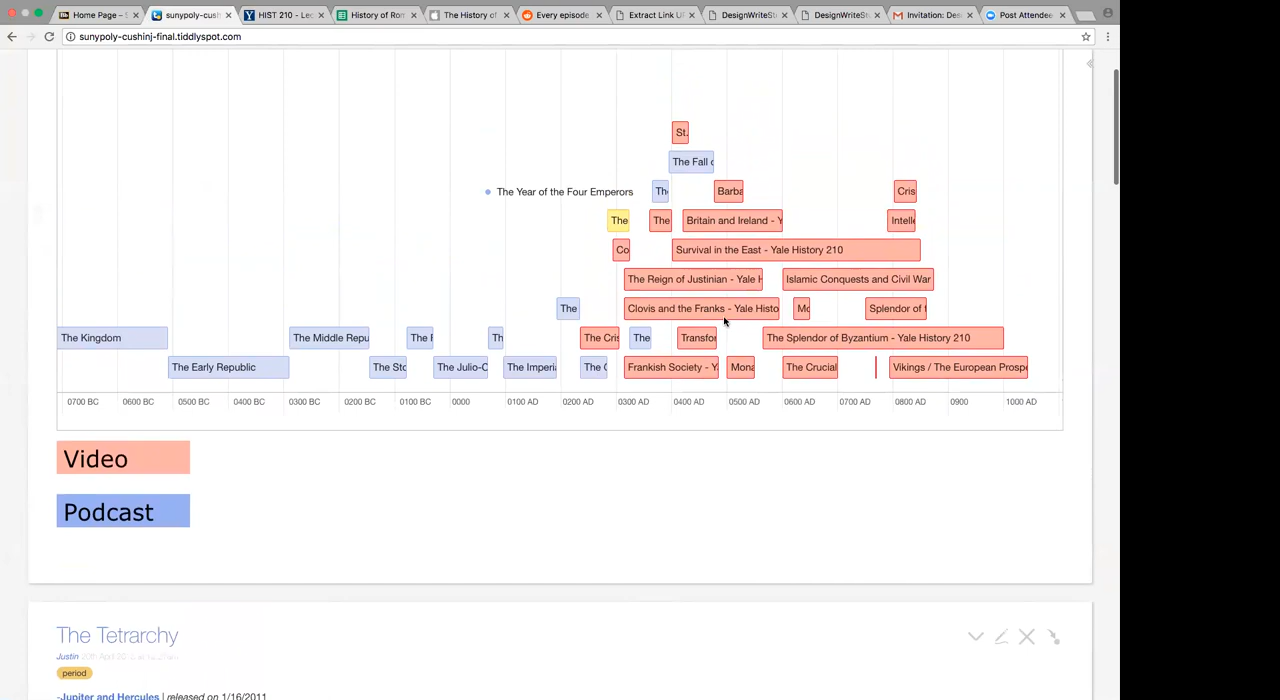 Home Page –
sunypoly-cushi
HIST 210 - Lec
History of Rom
The History of
Every episode
Extract Link U
DesignWriteSt
DesignWriteSt
Invitation: Des
Post Attendee
sunypoly-cushinj-final.tiddlyspot.com
St.
The Fall
The Year of the Four Emperors
The
Barba
Cris
The
The
Britain and Ireland - Y
Intelle
Co
Survival in the East - Yale History 210
The Reign of Justinian - Yale H
Islamic Conquests and Civil War
The
Clovis and the Franks - Yale Histo
Mo
Splendor of
The Kingdom
The Middle Repu
The
Th
The Cris
The
Transfor
The Splendor of Byzantium - Yale History 210
The Early Republic
The Sto
The Julio-C
The Imperi
The
Frankish Society - Y
Mona
The Crucial
Vikings / The European Prospe
0700 BC 0600 BC 0400 BC 0300 BC 0200 BC 0100 BC 0000 0100 AD 0200 AD 0300 AD 0400 AD 0500 AD 0600 AD 0700 AD 0800 AD 0900 1000 AD
Video
Podcast
The Tetrarchy
Justin
period
-Jupiter and Hercules | released on 1/16/2011